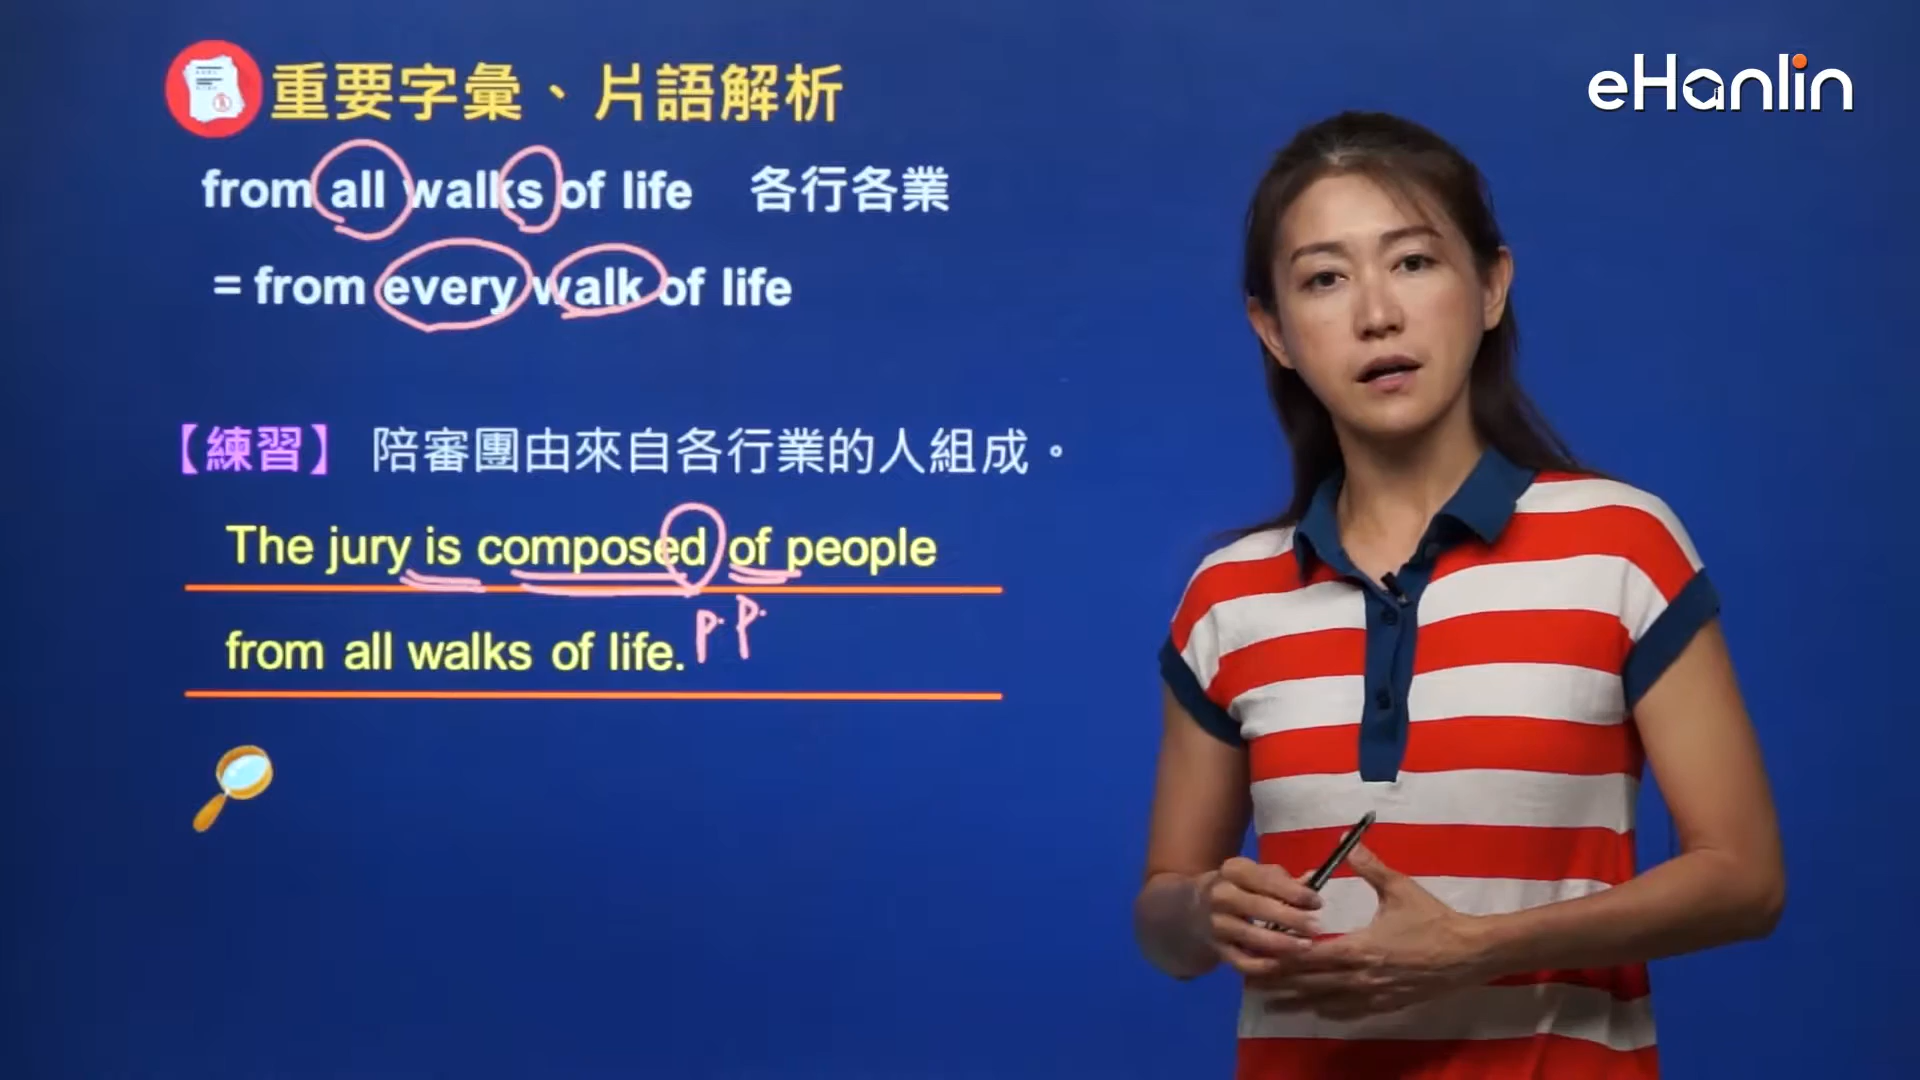 重要字彙、片語解析
eHanlin
from all walks of life 各行各業
= from every walk of life
【練習】 陪審團由來自各行業的人組成。
The jury is composed of people
p.p.
from all walks of life.